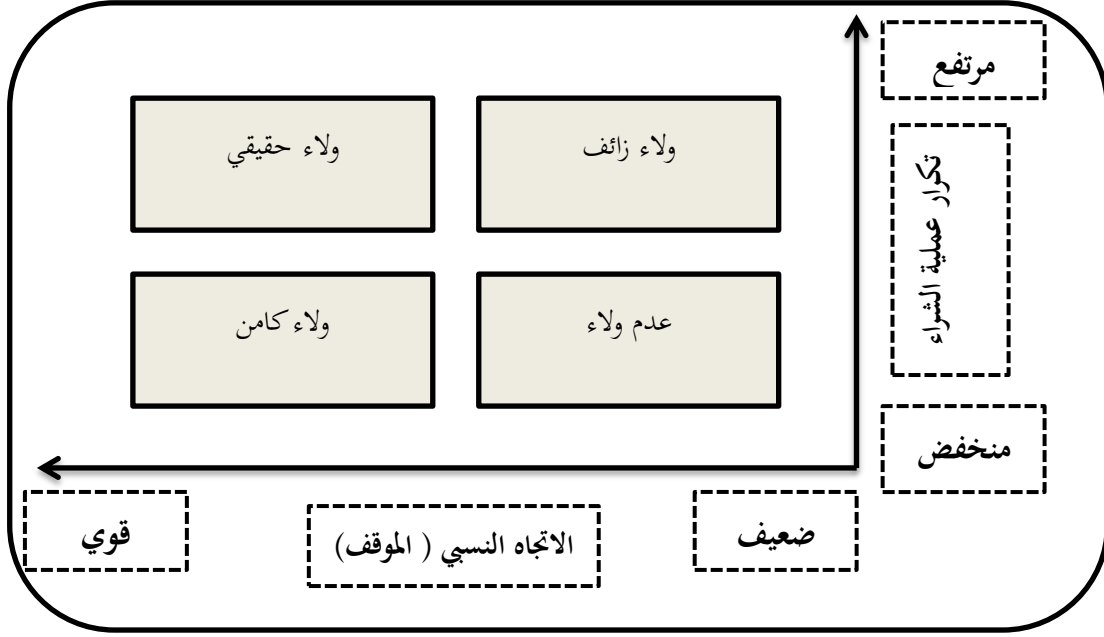 مرتفع
ولاء زائف
ولاء حقيقي
تكرار عملية الشراء
عدم ولاء
ولاء كامن
منخفض
ضعيف
الاتجاه النسبي ( الموقف)
قوي